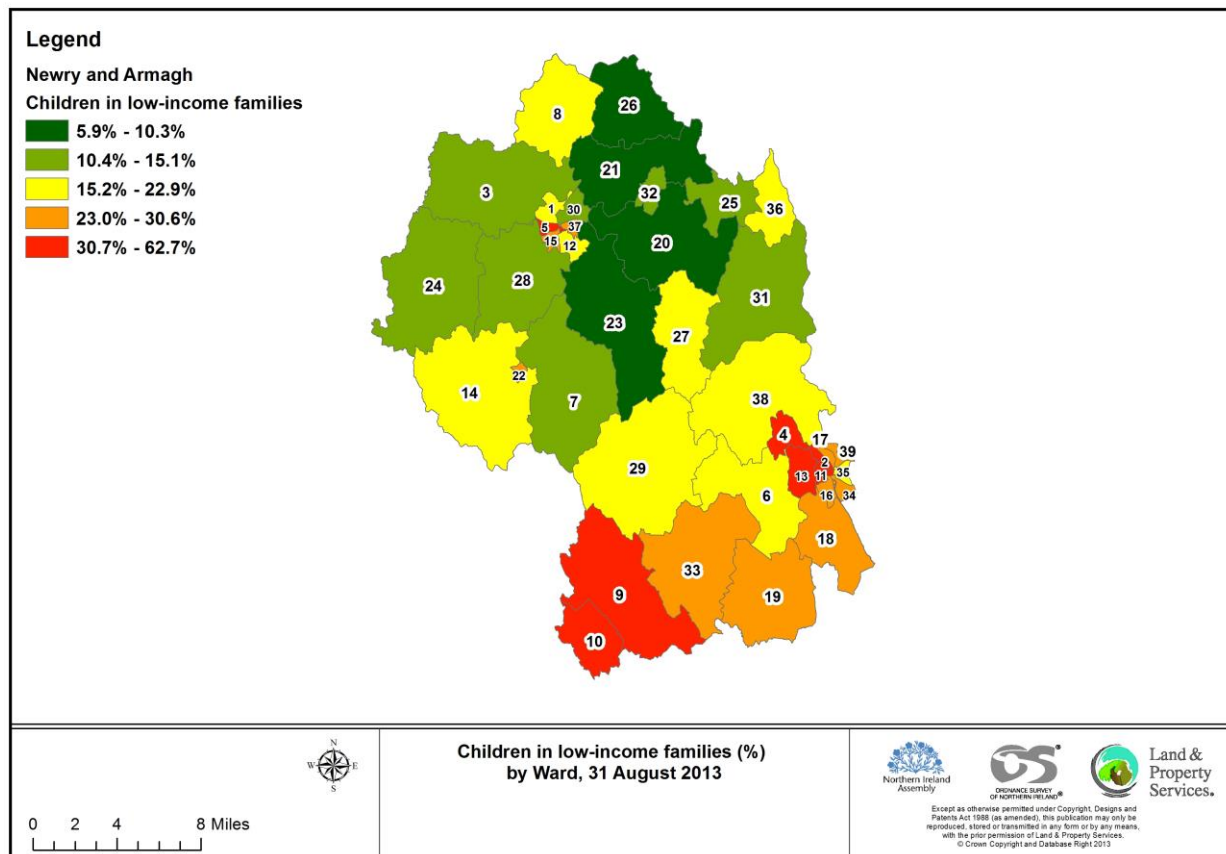 Legend
Newry and Armagh
Children in low-income families
5.9% - 10.3%
10.4% - 15.1%
15.2% - 22.9%
23.0% - 30.6%
30.7% - 62.7%
8
26
21
3
32
25
36
1
30
5
37
15
12
20
24
28
31
23
27
14
22
7
38
4
17
39
2
13
11
35
29
6
16
34
18
33
9
19
10
N
W
E
S
0 2 4 8 Miles
Children in low-income families (%)
by Ward, 31 August 2013
Northern Ireland
Assembly
OS®
ORDNANCE SURVEY
OF NORTHERN IRELAND®
Land &
Property
Services.
Except as otherwise permitted under Copyright, Designs and
Patents Act 1988 (as amended), this publication may only be
reproduced, stored or transmitted in any form or by any means,
with the prior permission of Land & Property Services.
© Crown Copyright and Database Right 2013